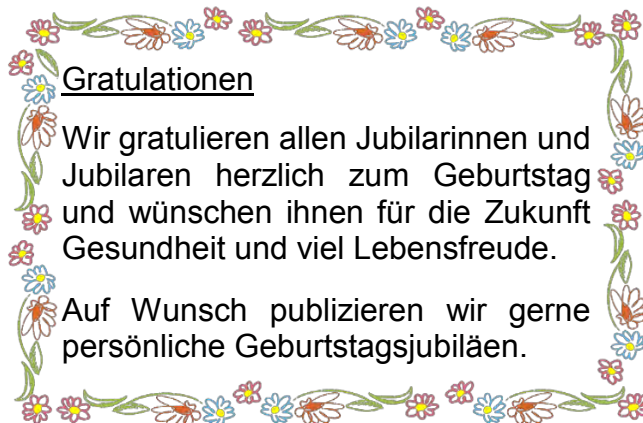 Gratulationen
Wir gratulieren allen Jubilarinnen und
Jubilaren herzlich zum Geburtstag
und wünschen ihnen für die Zukunft
Gesundheit und viel Lebensfreude.
Auf Wunsch publizieren wir gerne
persönliche Geburtstagsjubiläen.